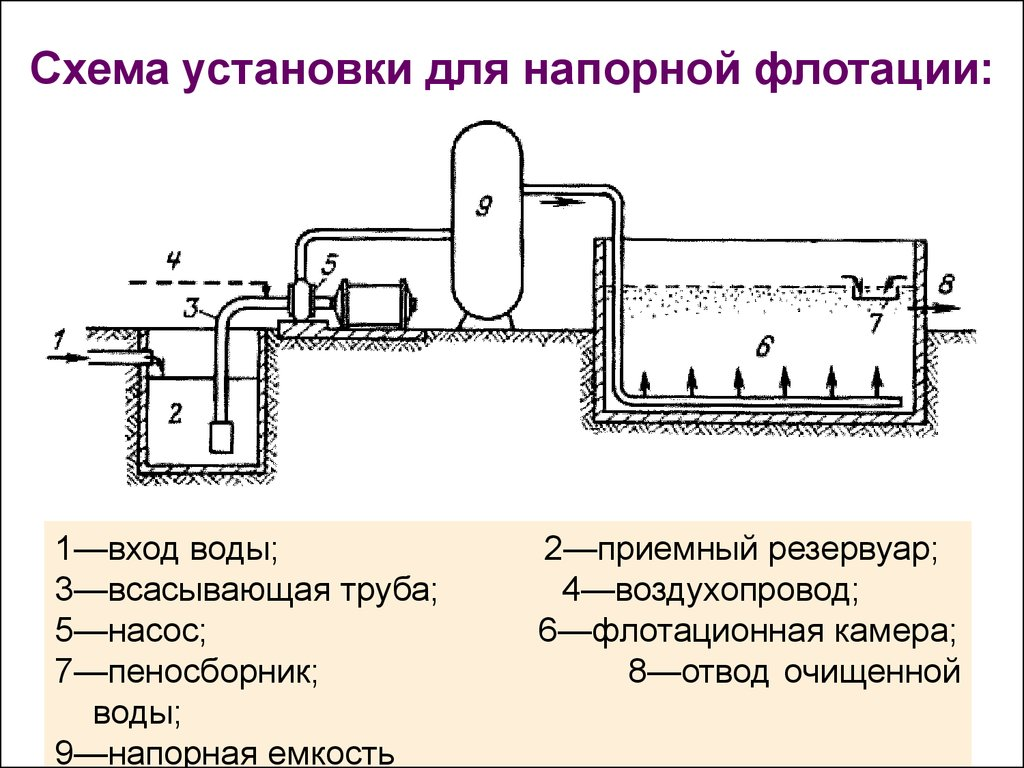 Схема установки для напорной флотации:
9
4
5
3
8
1
7
6
2
1—вход воды; 2—приемный резервуар;
3—всасывающая труба; 4—воздухопровод;
5—насос; 6—флотационная камера;
7—пеносборник; 8—отвод очищенной
воды;
9—напорная емкость